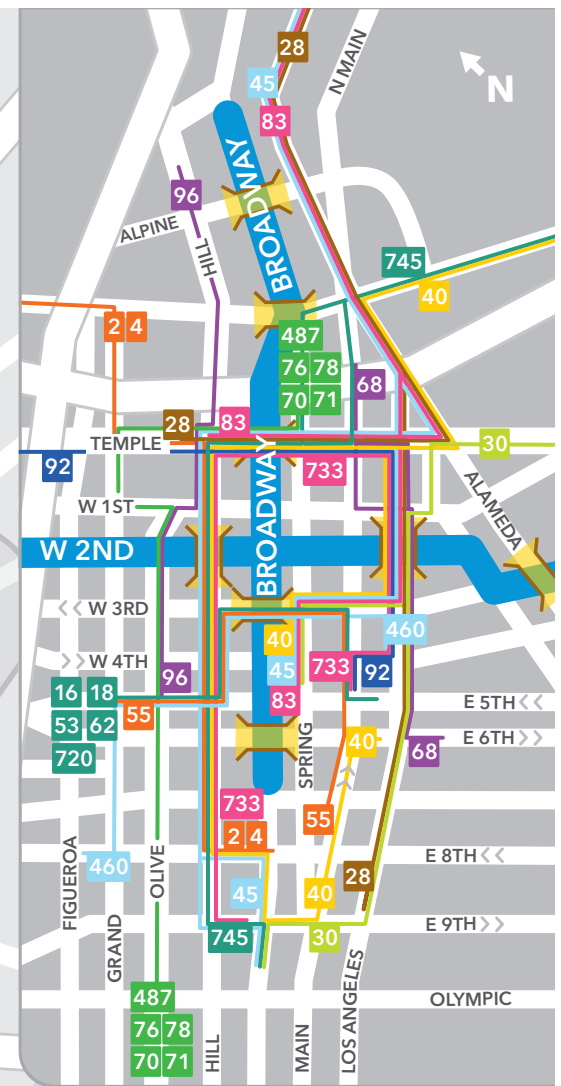 28
N MAIN
N
45
83
BROADWAY
96
ALPINE
HILL
745
40
2 4
487
76 78
70 71
68
28
83
TEMPLE
30
92
733
BROADWAY
W 1ST
ALAMEDA
W 2ND
<< W 3RD
40
460
>> W 4TH
45
733
92
96
16 18
55
83
E 5TH <<
53 62
SPRING
40
E 6TH >>
720
68
733
55
2 4
E 8TH <<
460
28
FIGUEROA
OLIVE
45
40
GRAND
745
30
E 9TH >>
487
OLYMPIC
76 78
70 71
HILL
MAIN
LOS ANGELES